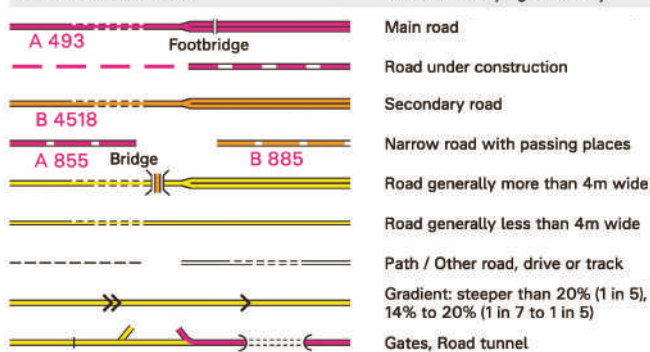 Main road
A 493
Footbridge
Road under construction
Secondary road
B 4518
Narrow road with passing places
A 855 Bridge B 885
Road generally more than 4m wide
Road generally less than 4m wide
Path / Other road, drive or track
Gradient: steeper than 20% (1 in 5),
14% to 20% (1 in 7 to 1 in 5)
Gates, Road tunnel